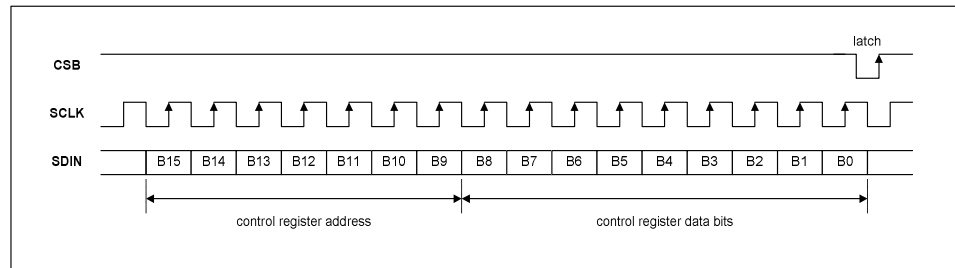 latch
CSB
SCLK
SDIN B15 B14 B13 B12 B11 B10 B9 B8 B7 B6 B5 B4 B3 B2 B1 B0
control register address control register data bits